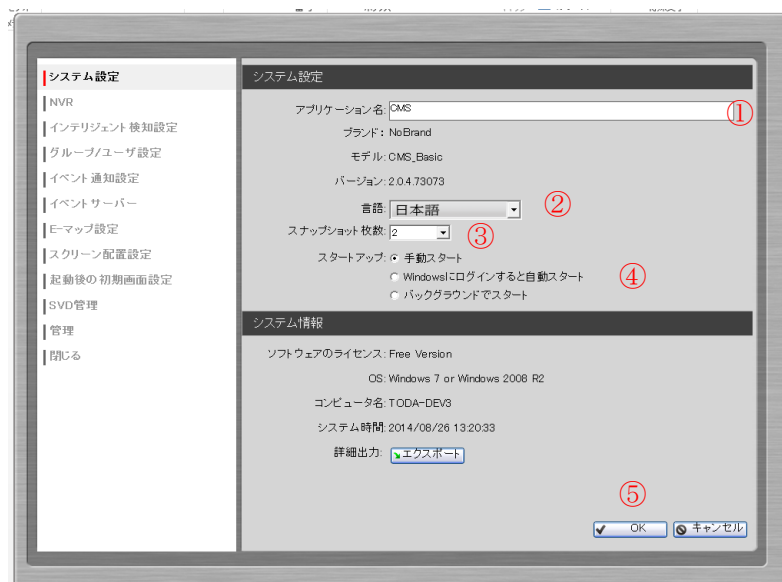 システム設定
NVR
インテリジェント検知設定
グループ/ユーザ設定
イベント通知設定
イベントサーバー
E-マップ設定
スクリーン配置設定
起動後の初期画面設定
SVD管理
管理
閉じる
システム設定
アプリケーション名: CMS ①
ブランド: NoBrand
モデル: CMS_Basic
バージョン: 2.0.4.73073
言語: 日本語 ②
スナップショット枚数: 2 ③
スタートアップ: 手動スタート
Windowsにログインすると自動スタート ④
バックグラウンドでスタート
システム情報
ソフトウェアのライセンス: Free Version
OS: Windows 7 or Windows 2008 R2
コンピュータ名: TODA-DEV3
システム時間: 2014/08/26 13:20:33
詳細出力: エクスポート
⑤
OK キャンセル